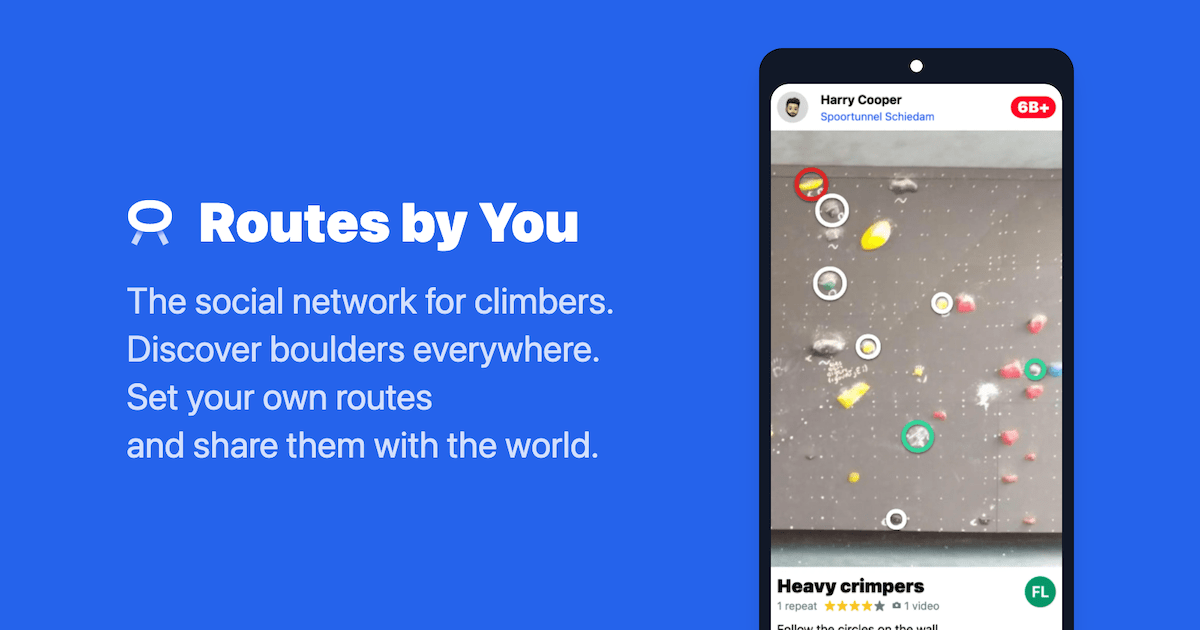 Routes by You
The social network for climbers.
Discover boulders everywhere.
Set your own routes
and share them with the world.
Harry Cooper
Spoortunnel Schiedam
6B+
Heavy crimpers
FL
1 repeat
1 video
Follow the circles on the wall